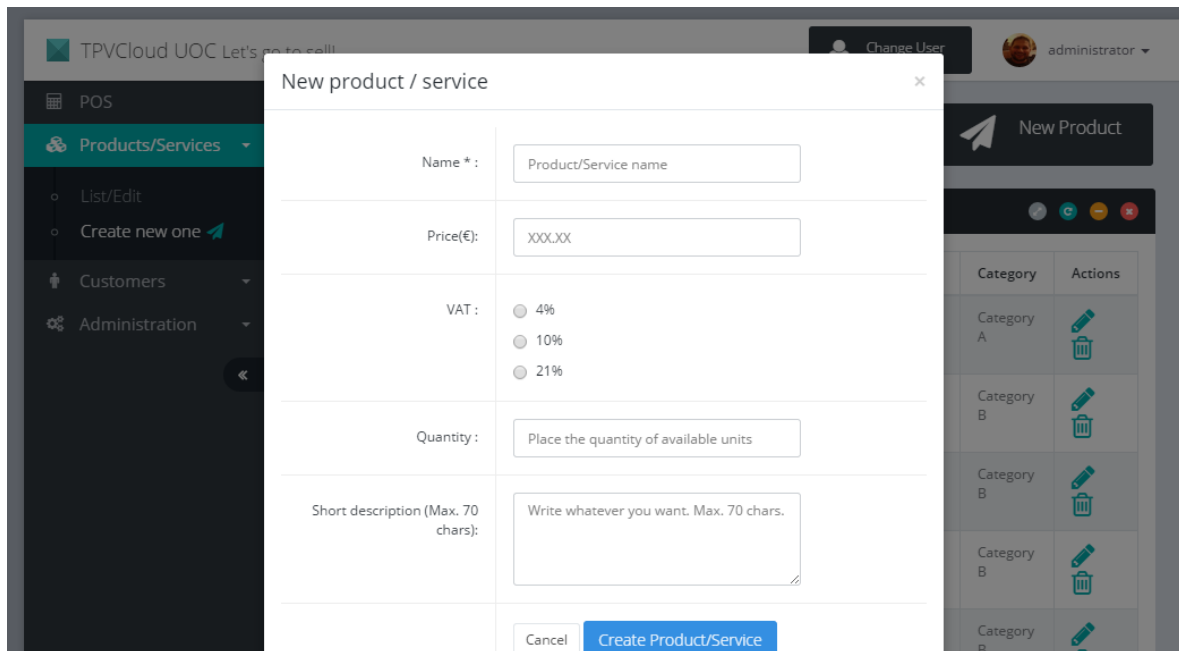 TPVCloud UOC Let's go to sell!
Change User
administrator
New product / service
×
POS
New Product
Products/Services
Name * :
Product/Service name
List/Edit
Create new one
Price(€):
XXX.XX
Customers
Category
Actions
Administration
VAT :
4%
10%
21%
Category
A
Category
B
Quantity :
Place the quantity of available units
Category
B
Short description (Max. 70
chars):
Write whatever you want. Max. 70 chars.
Category
B
Cancel
Create Product/Service
Category